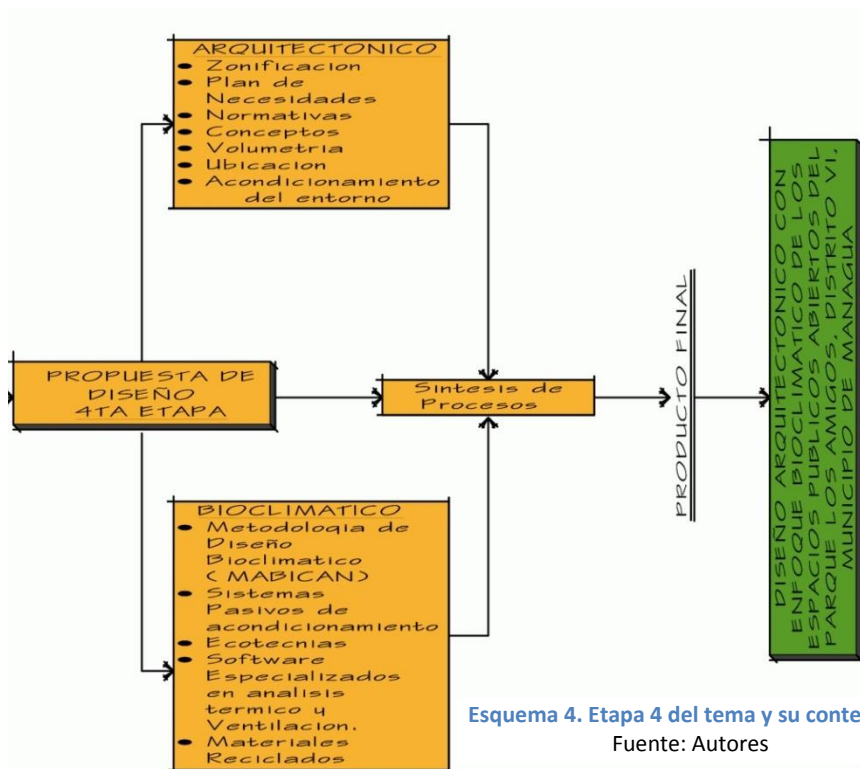 ARQUITECTONICO
● Zonificacion
● Plan de
Necesidades
● Normativas
● Conceptos
● Volumetria
● Ubicacion
● Acondicionamiento
del entorno
PROPUESTA DE
DISEÑO
4TA ETAPA
Sintesis de
Procesos
BIOCLIMATICO
● Metodologia de
Diseño
Bioclimatico
( MABICAN)
● Sistemas
Pasivos de
acondicionamiento
● Ecotecnias
● Software
Especializados
en analisis
termico y
Ventilacion.
● Materiales
Reciclados
PRODUCTO FINAL
DISEÑO ARQUITECTONICO CON
ENFOQUE BIOCLIMATICO DE LOS
ESPACIOS PUBLICOS ABIERTOS DEL
PARQUE LOS AMIGOS, DISTRITO VI,
MUNICIPIO DE MANAGUA
Esquema 4. Etapa 4 del tema y su conte
Fuente: Autores